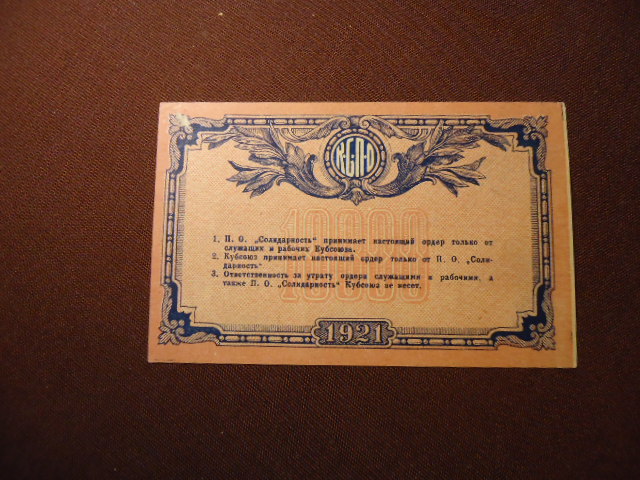 К·С·П·О
10000
1. П. О. „Солидарность“ принимает настоящий ордер только от
служащих и рабочих Кубсоюза.
2. Кубсоюз принимает настоящий ордер только от П. О. „Соли-
дарность“
3. Ответственность за утрату ордера служащими и рабочими, а
также П. О. „Солидарность“ Кубсоюз не несет.
1921